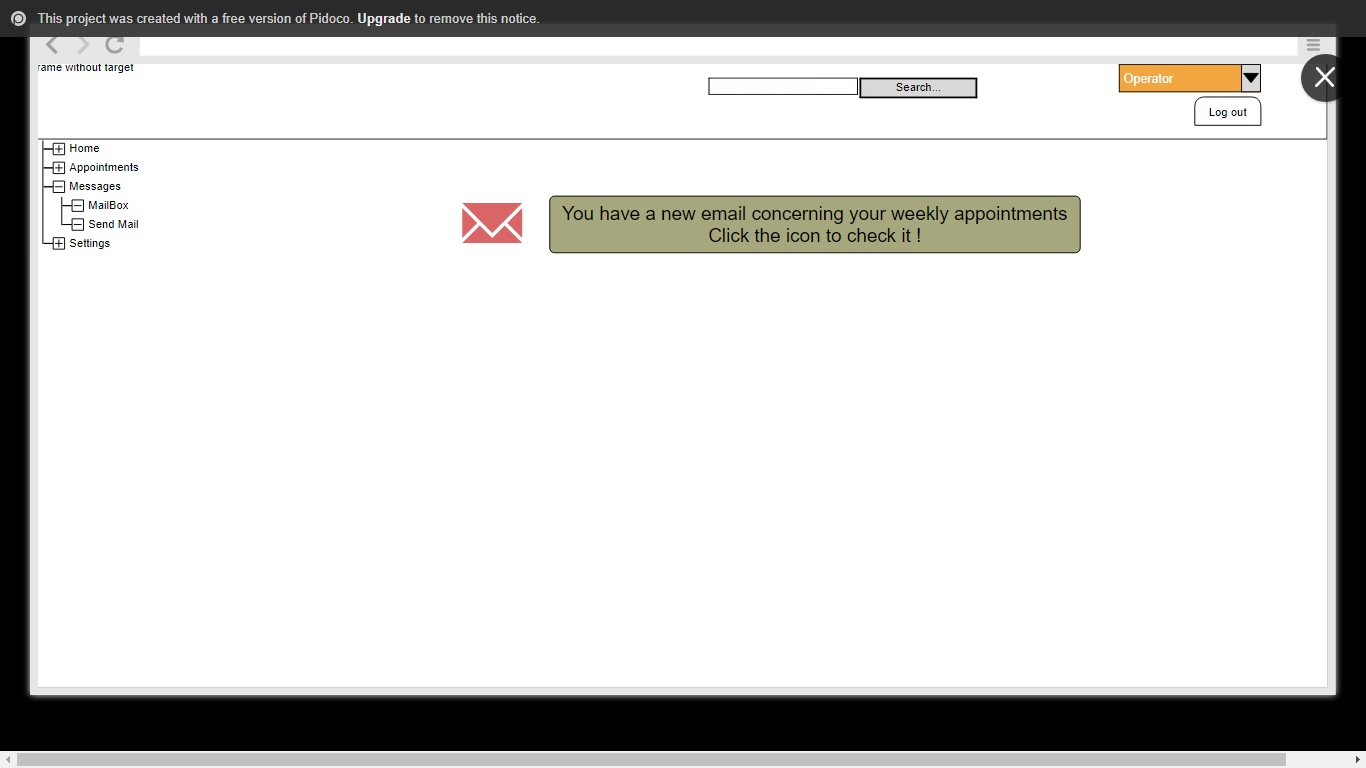 This project was created with a free version of Pidoco. Upgrade to remove this notice.
rame without target
Search...
Operator
Log out
Home
Appointments
Messages
MailBox
Send Mail
Settings
You have a new email concerning your weekly appointments
Click the icon to check it !